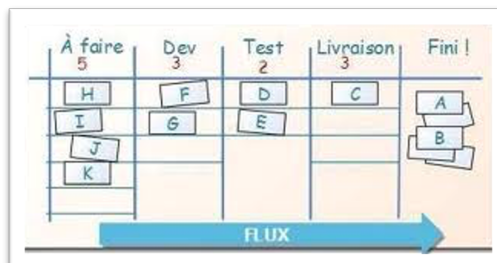 À faire Dev Test Livraison Fini !
5 3 2 3
H F D C A
I G E B
J
K
FLUX